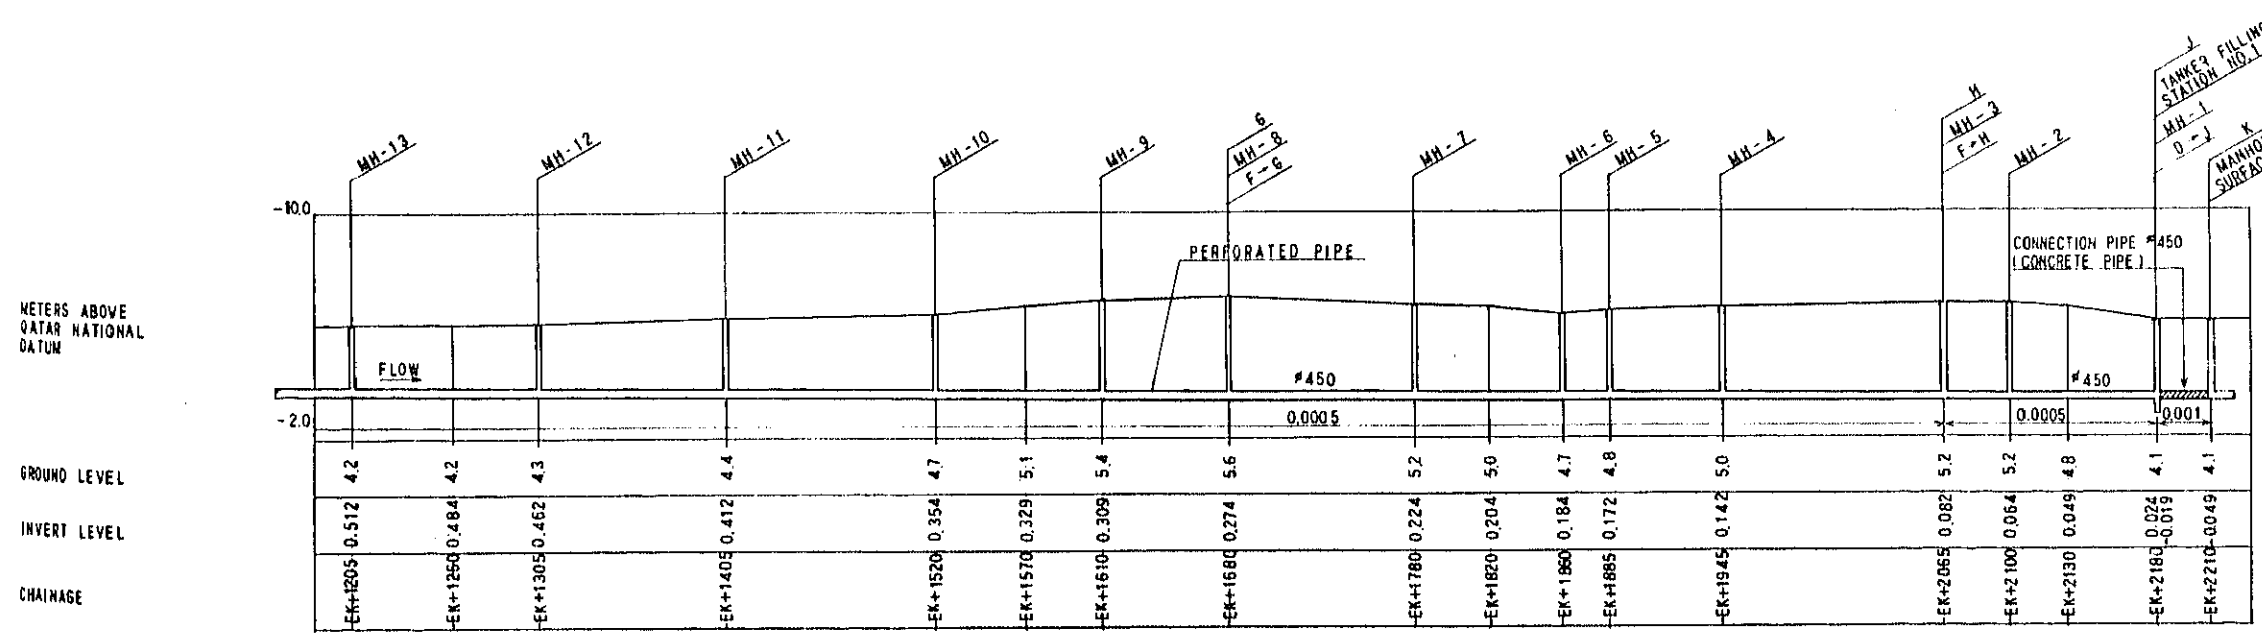 J
TANKER FILLING
STATION NO.1
MH-1
D→J
K
MANHO
SURFAC
MH-13
MH-12
MH-11
MH-10
MH-9
G
MH-8
F→G
MH-7
MH-6
MH-5
MH-4
H
MH-3
F→H
MH-2
-10.0
PERFORATED PIPE
CONNECTION PIPE ø450
(CONCRETE PIPE)
METERS ABOVE
QATAR NATIONAL
DATUM
FLOW
ø450
ø450
-2.0
0.0005
0.0005
0.001
GROUND LEVEL
4.2 4.2 4.3 4.4 4.7 5.1 5.4 5.6 5.2 5.0 4.7 4.8 5.0 5.2 5.2 4.8 4.1 4.1
INVERT LEVEL
0.512 0.484 0.462 0.412 0.354 0.329 0.309 0.274 0.224 0.204 0.184 0.172 0.142 0.082 0.064 0.049 0.024 -0.019 -0.049
CHAINAGE
EK+1205 EK+1260 EK+1305 EK+1405 EK+1520 EK+1570 EK+1610 EK+1680 EK+1780 EK+1820 EK+1860 EK+1885 EK+1945 EK+2065 EK+2100 EK+2130 EK+2180 EK+2210